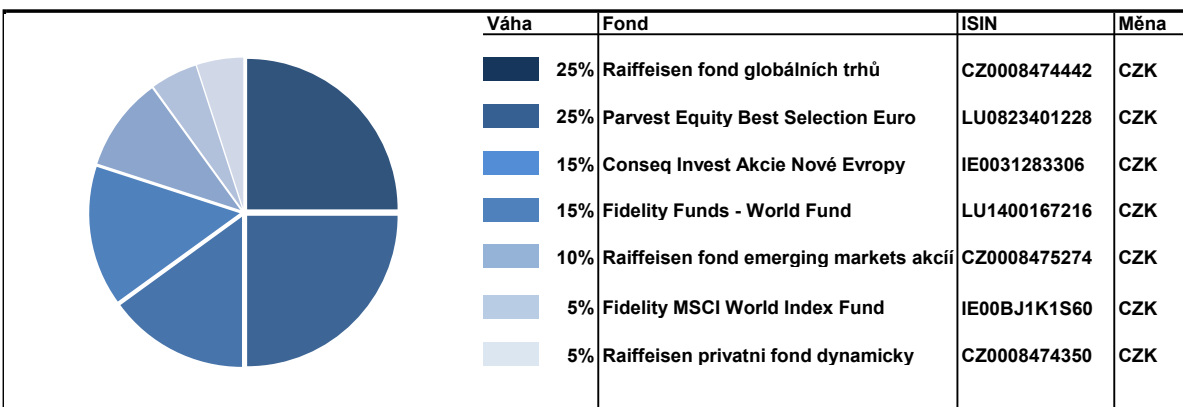 Váha Fond ISIN Měna
25% Raiffeisen fond globálních trhů CZ0008474442 CZK
25% Parvest Equity Best Selection Euro LU0823401228 CZK
15% Conseq Invest Akcie Nové Evropy IE0031283306 CZK
15% Fidelity Funds - World Fund LU1400167216 CZK
10% Raiffeisen fond emerging markets akcíí CZ0008475274 CZK
5% Fidelity MSCI World Index Fund IE00BJ1K1S60 CZK
5% Raiffeisen privatni fond dynamicky CZ0008474350 CZK